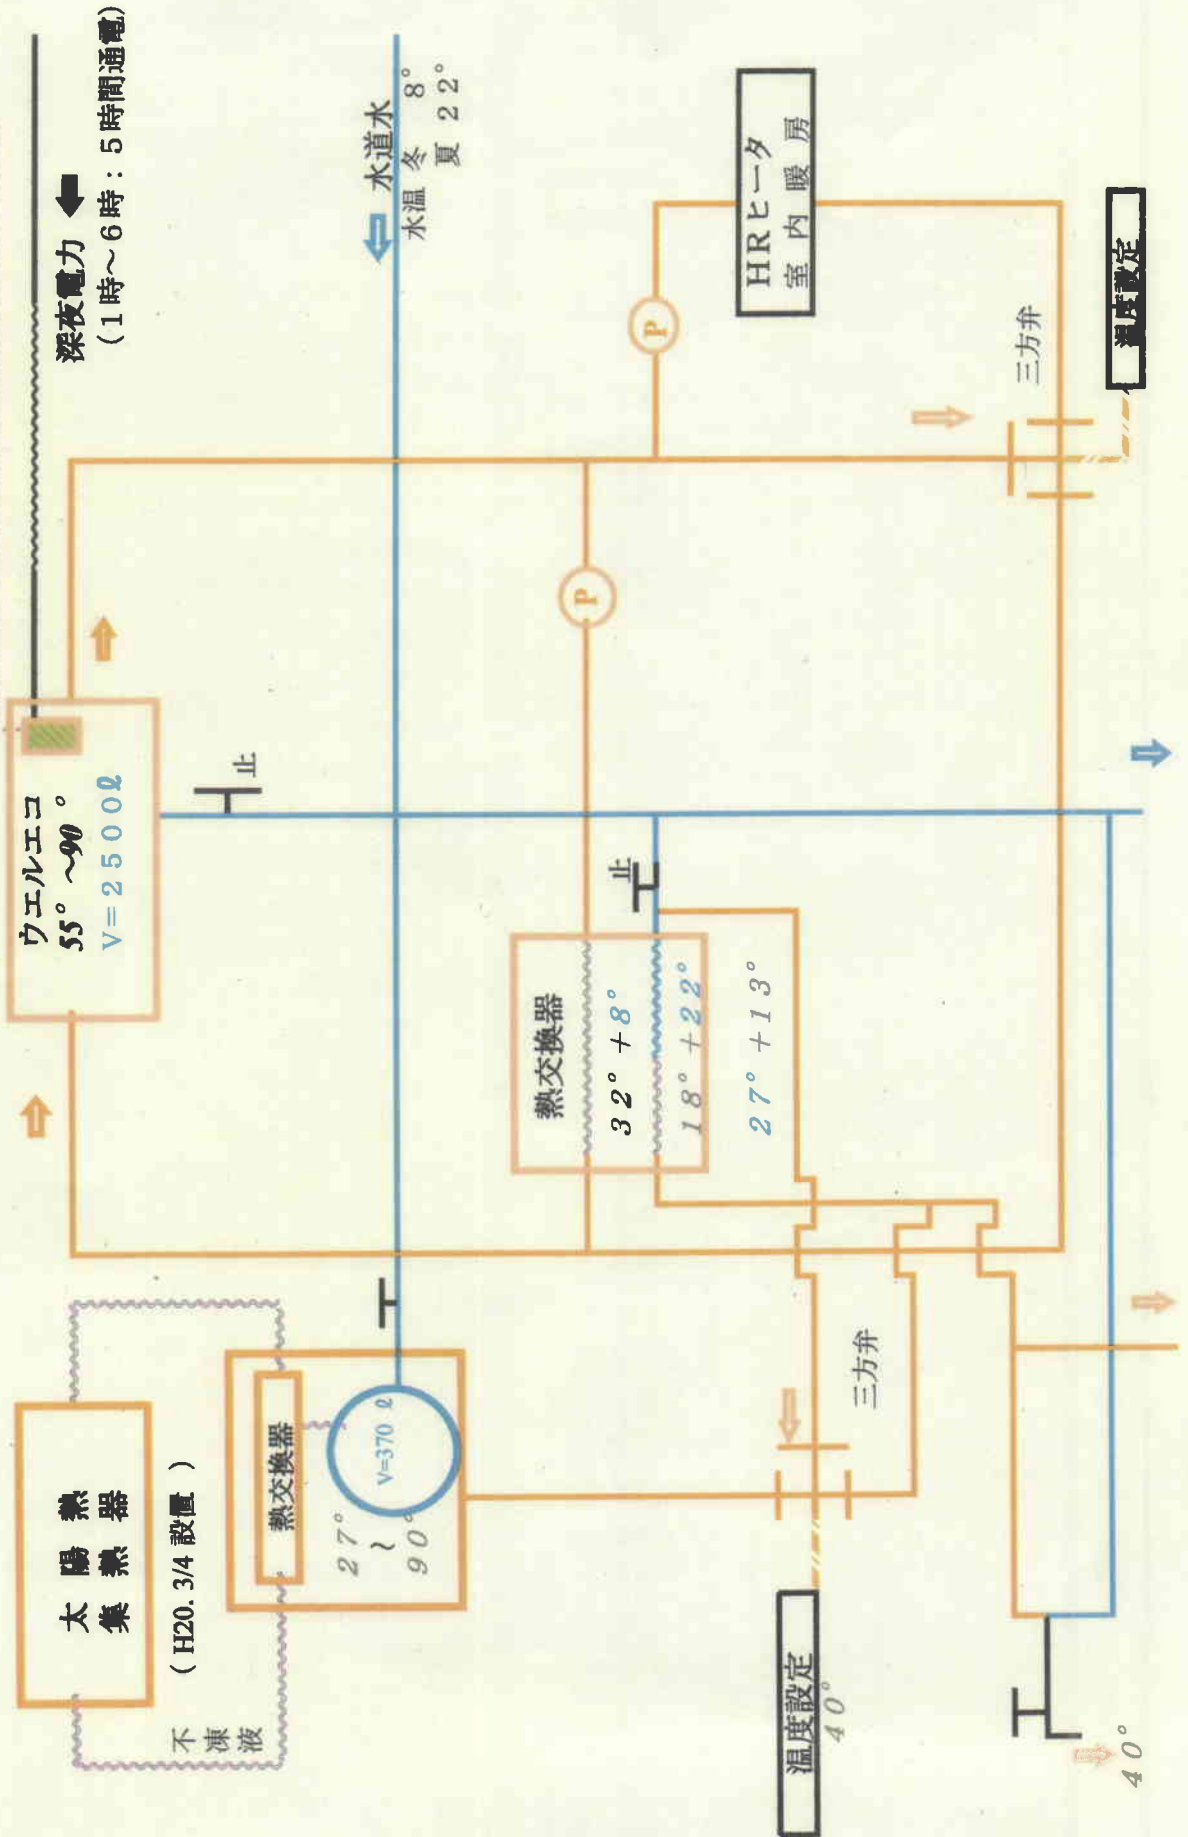 太 陽 熱
集 熱 器
( H20. 3/4 設置 )
不
凍
液
熱交換器
V=370 ℓ
27°
~
90°
ウエルエコ
55° ~90 °
V=2500ℓ
深夜電力
(1時~6時：5時間通電)
止
水道水
水温 冬 8°
夏 22°
熱交換器
32° +8°
18° +22°
27° +13°
止
P
P
HRヒータ
室 内 暖 房
三方弁
温度設定
三方弁
温度設定
40°
40°